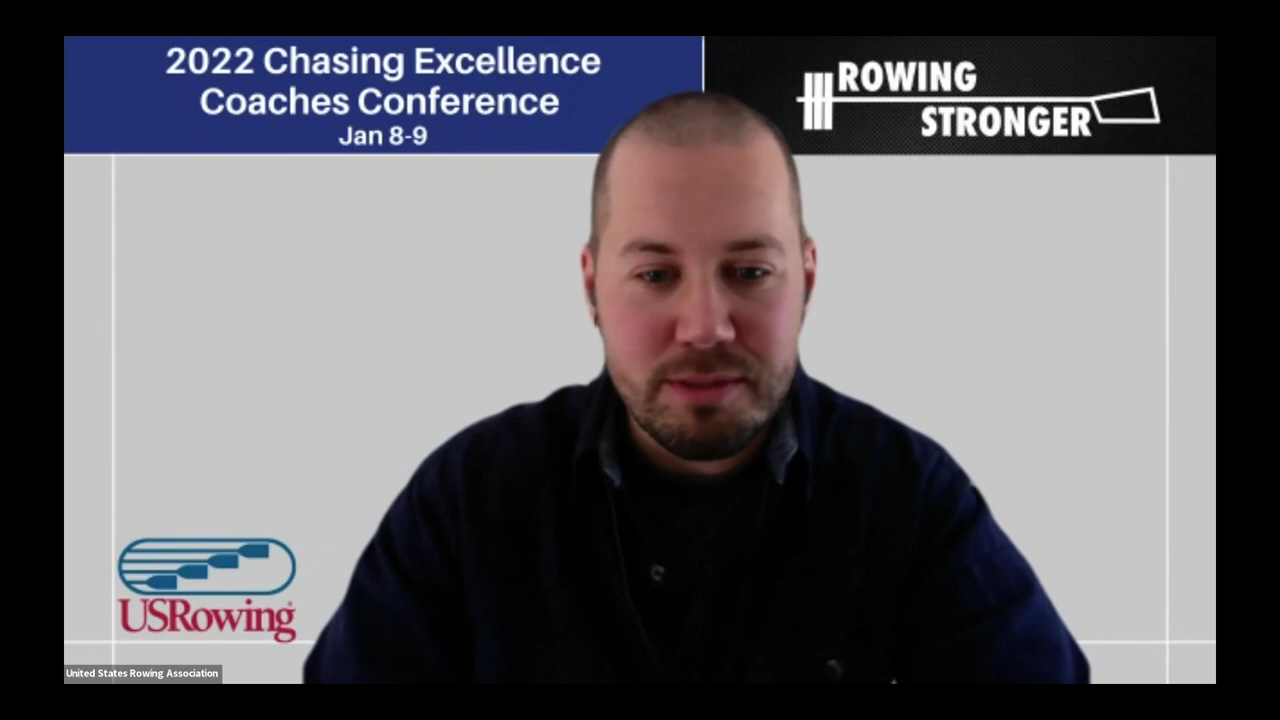 2022 Chasing Excellence
Coaches Conference
Jan 8-9
ROWING
STRONGER
USRowing
United States Rowing Association